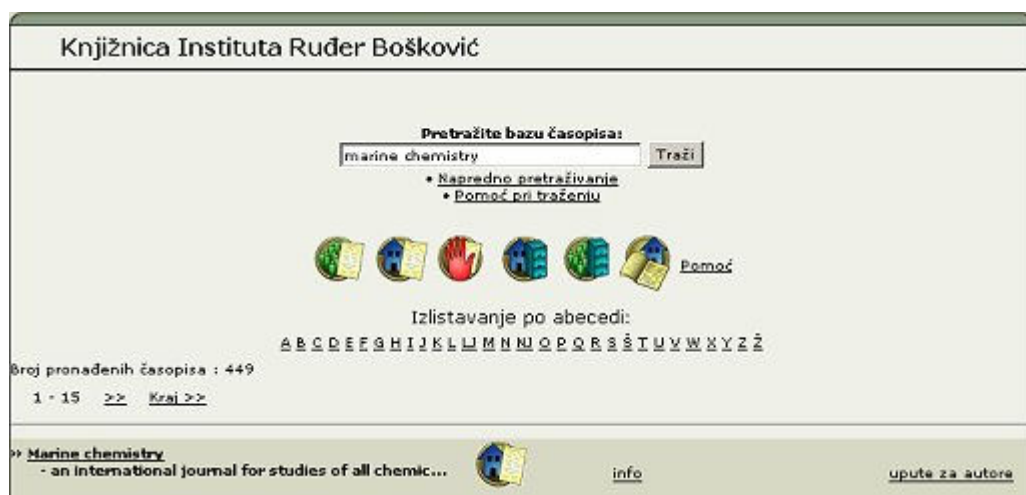 Knjižnica Instituta Ruđer Bošković
Pretražite bazu časopisa:
marine chemistry Traži
• Napredno pretraživanje
• Pomoć pri traženju
Pomoć
Izlistavanje po abecedi:
A B C D E F G H I J K L LJ M N NJ O P Q R S Š T U V W X Y Z Ž
Broj pronađenih časopisa : 449
1 - 15 >> Kraj >>
» Marine chemistry
- an international journal for studies of all chemic... info upute za autore